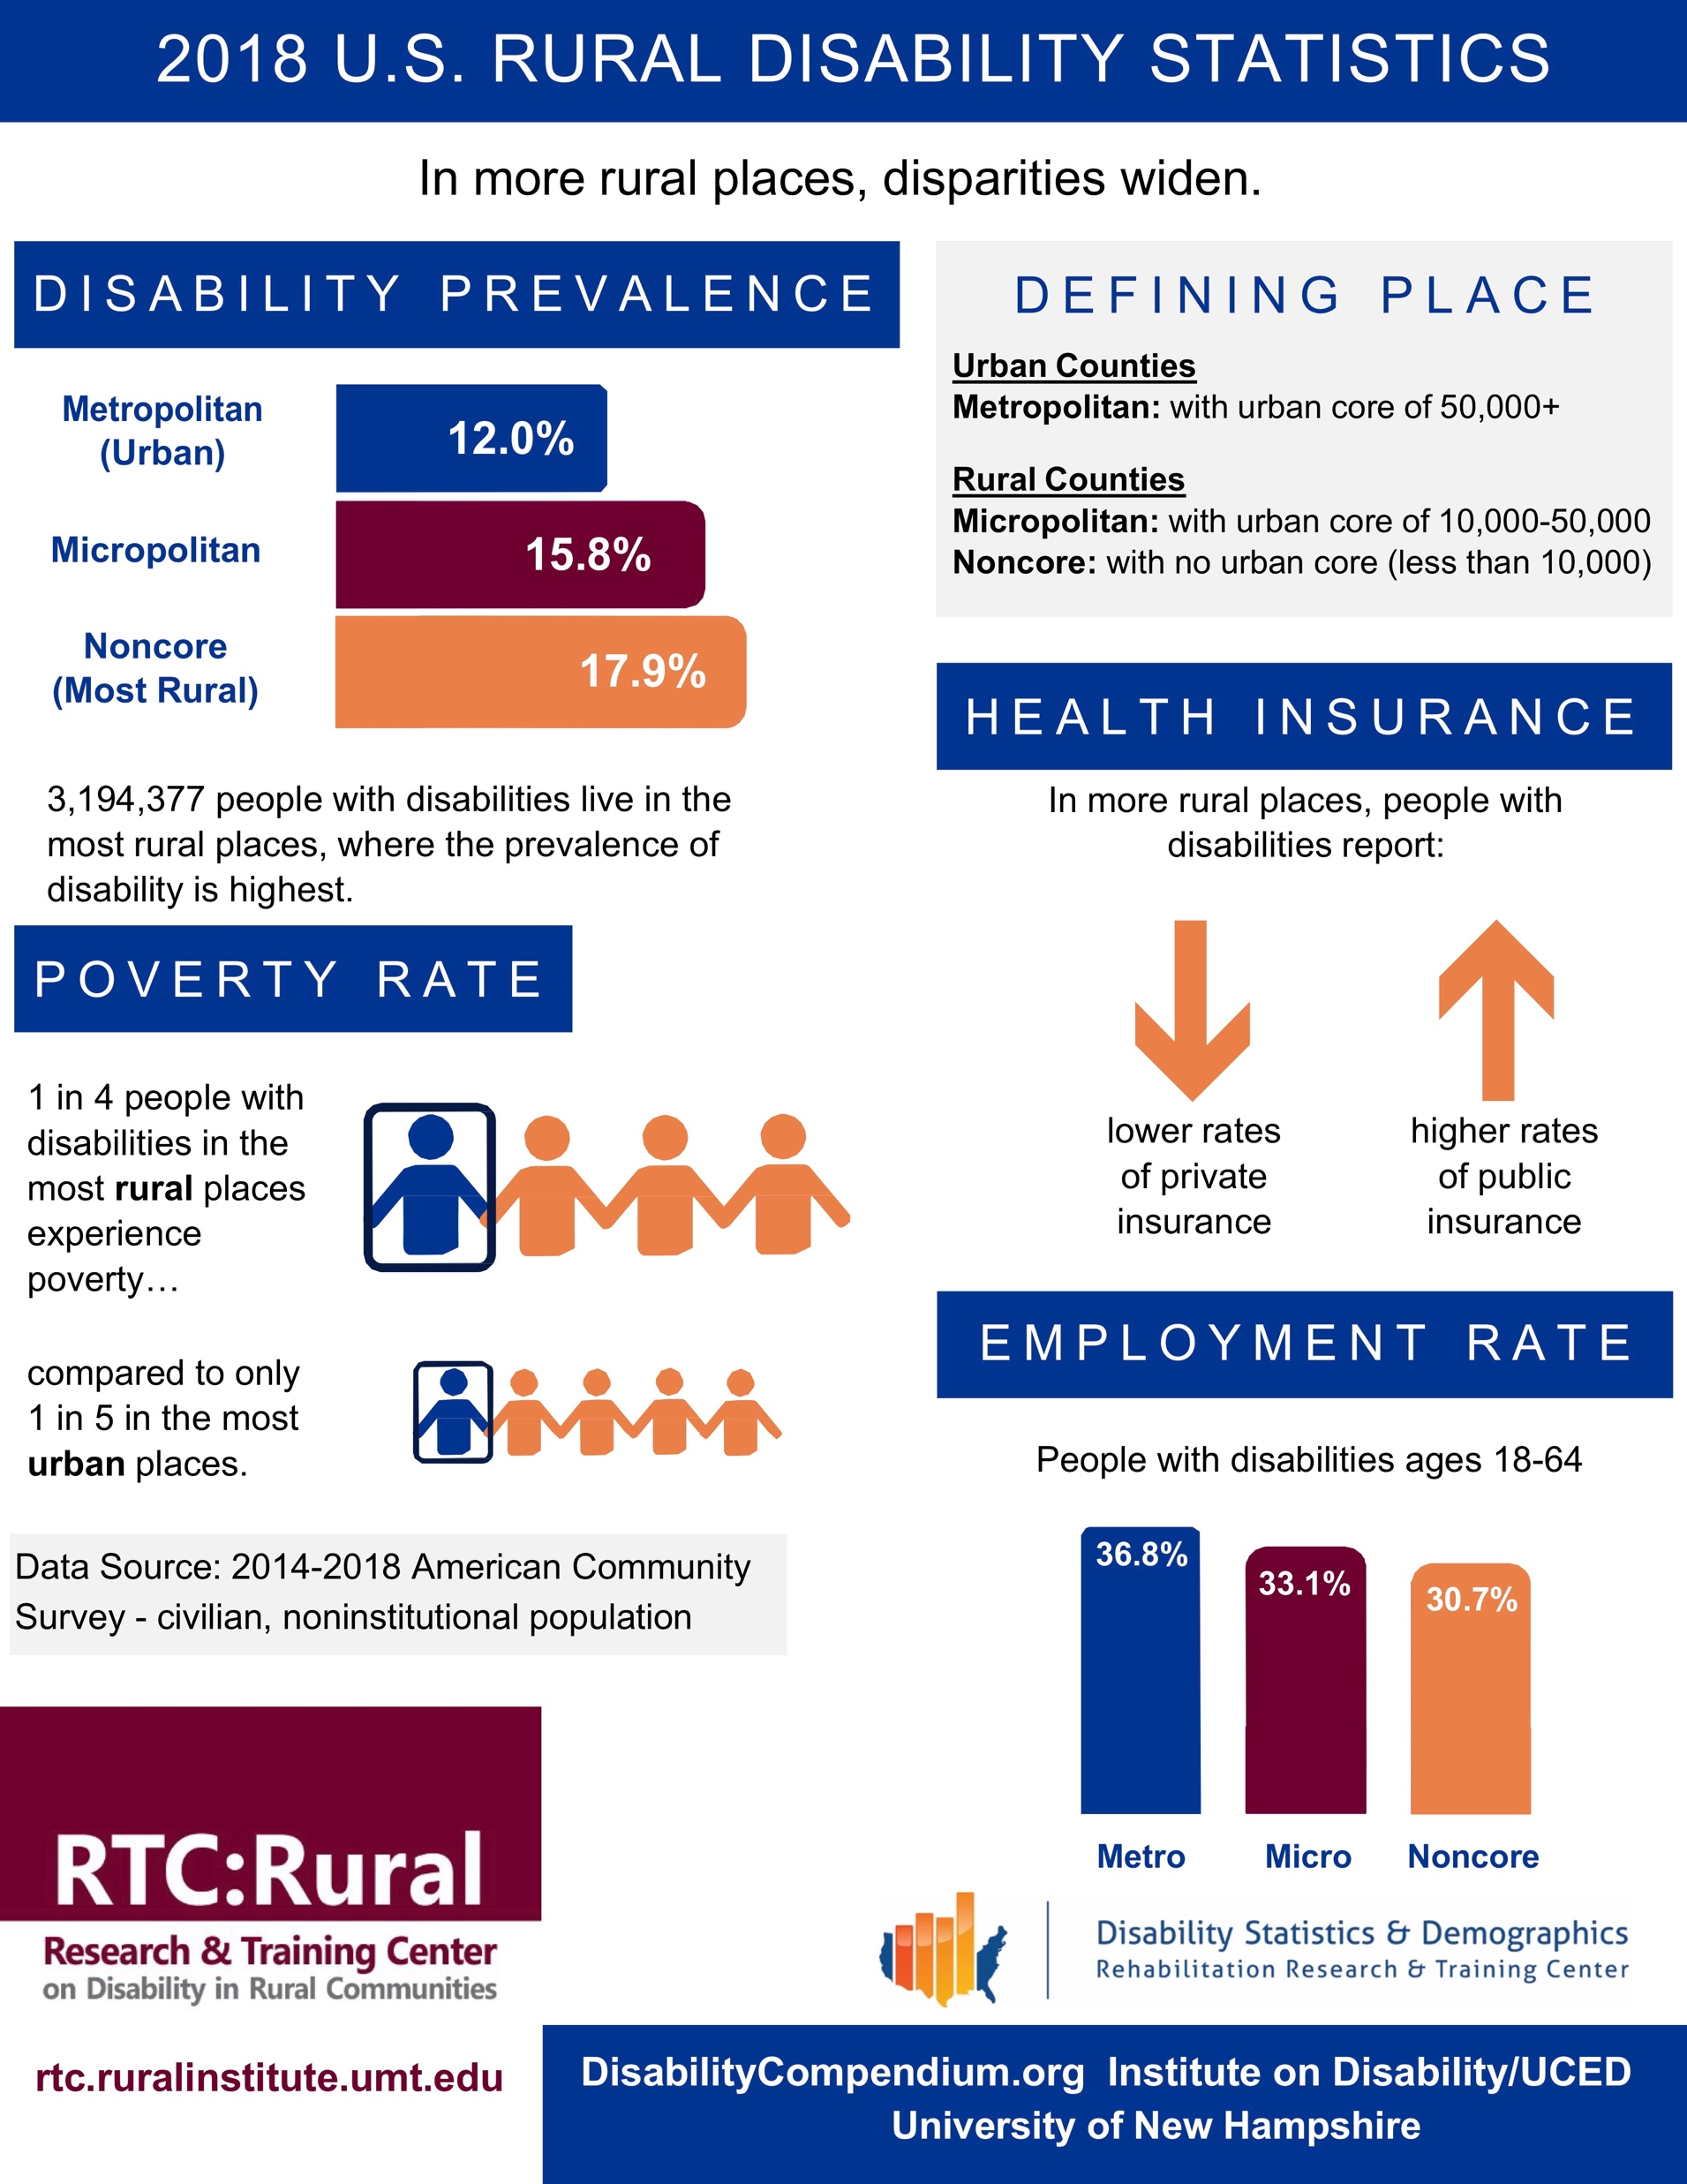 2018 U.S. RURAL DISABILITY STATISTICS
In more rural places, disparities widen.
DISABILITY PREVALENCE
Metropolitan
(Urban)
12.0%
Micropolitan
15.8%
Noncore
(Most Rural)
17.9%
3,194,377 people with disabilities live in the
most rural places, where the prevalence of
disability is highest.
DEFINING PLACE
Urban Counties
Metropolitan: with urban core of 50,000+
Rural Counties
Micropolitan: with urban core of 10,000-50,000
Noncore: with no urban core (less than 10,000)
POVERTY RATE
1 in 4 people with
disabilities in the
most rural places
experience
poverty…
compared to only
1 in 5 in the most
urban places.
HEALTH INSURANCE
In more rural places, people with
disabilities report:
lower rates
of private
insurance
higher rates
of public
insurance
EMPLOYMENT RATE
People with disabilities ages 18-64
36.8%
33.1%
30.7%
Metro
Micro
Noncore
Data Source: 2014-2018 American Community
Survey - civilian, noninstitutional population
RTC:Rural
Research & Training Center
on Disability in Rural Communities
rtc.ruralinstitute.umt.edu
Disability Statistics & Demographics
Rehabilitation Research & Training Center
DisabilityCompendium.org Institute on Disability/UCED
University of New Hampshire